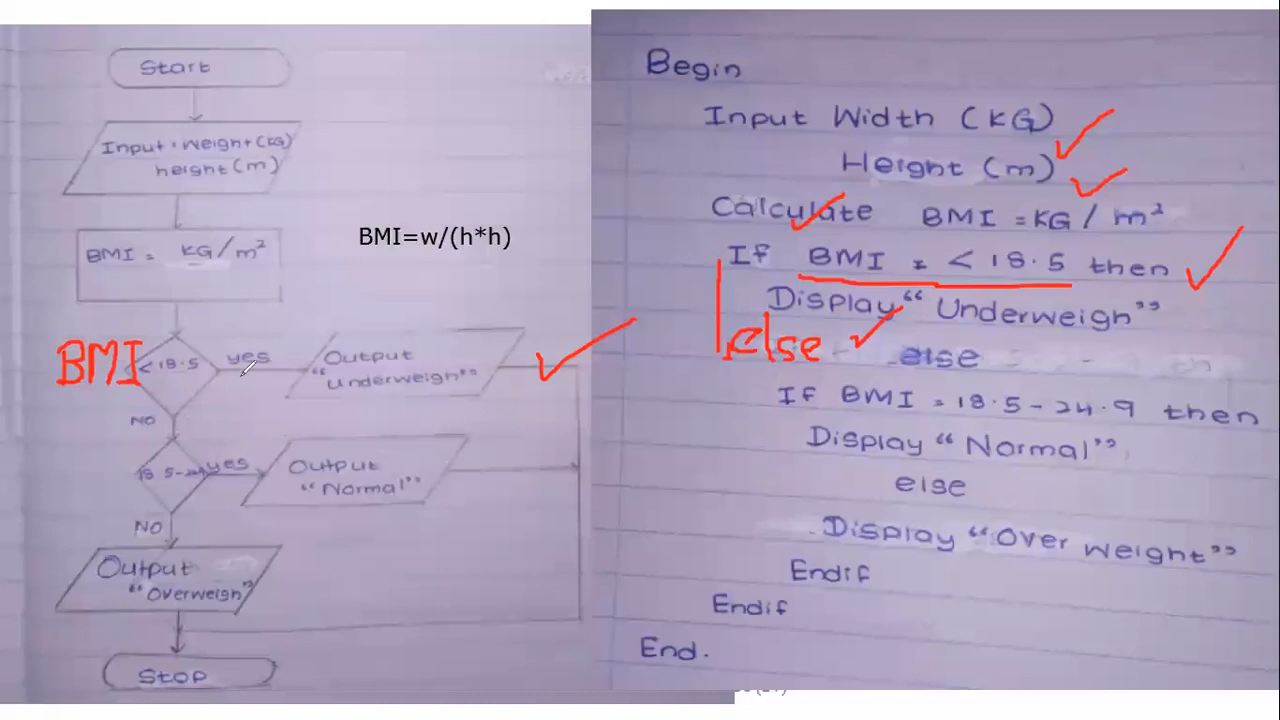 Start
Input : Weight (KG)
height (m)
BMI = KG/m²
BMI=w/(h*h)
BMI
<18.5
yes
Output
"Underweigh"
NO
18.5-24
yes
Output
"Normal"
NO
Output
"Overweigh"
Stop
Begin
Input Width (KG)
Height (m)
Calculate BMI = KG / m²
If BMI = < 18.5 then
Display "Underweigh"
else
else
If BMI = 18.5 - 24.9 then
Display "Normal"
else
Display "Over weight"
Endif
Endif
End.